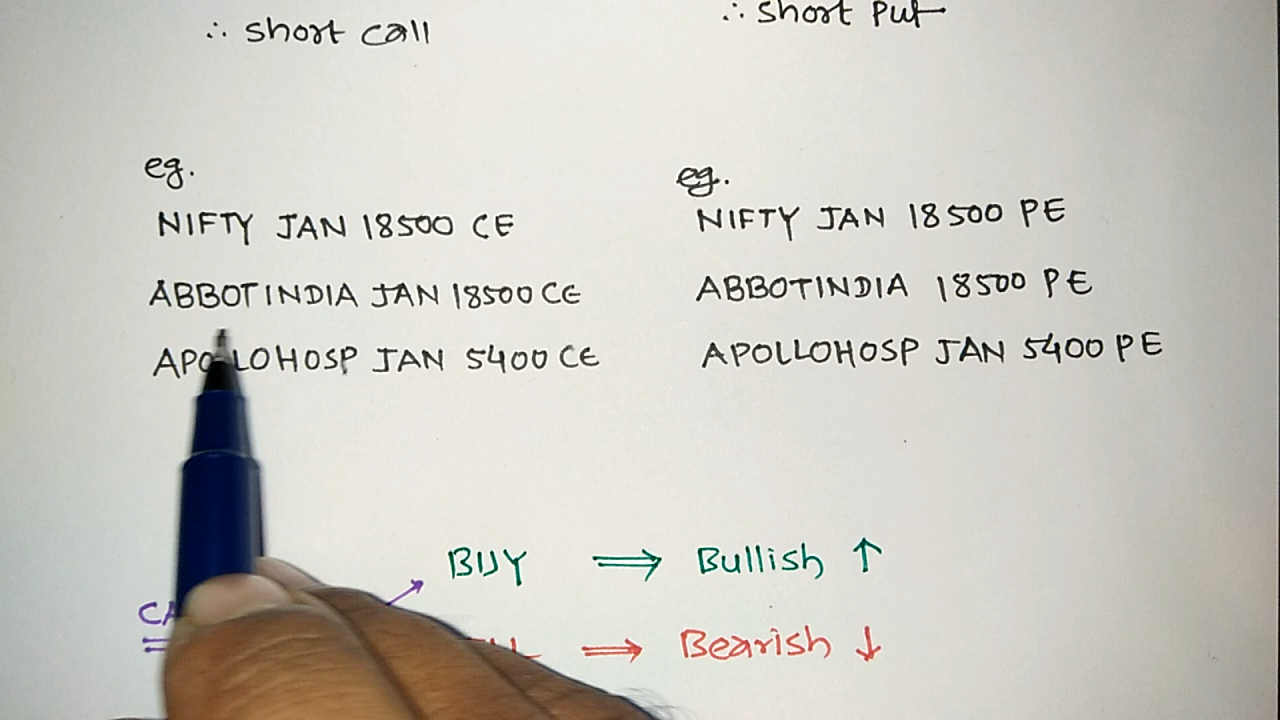 ∴ short call
∴ short Put
eg.
NIFTY JAN 18500 CE
ABBOTINDIA JAN 18500 CE
APOLLOHOSP JAN 5400 CE
eg.
NIFTY JAN 18500 PE
ABBOTINDIA 18500 PE
APOLLOHOSP JAN 5400 PE
BUY ⟹ Bullish ↑
⟹ Bearish ↓